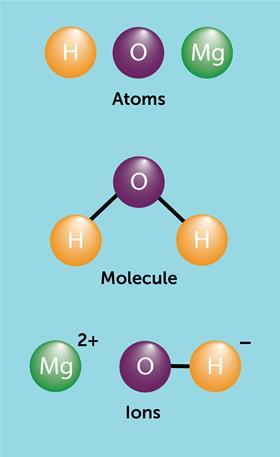 H O Mg
Atoms
O
H H
Molecule
Mg 2+ O H –
Ions